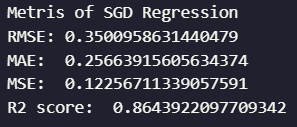 Metris of SGD Regression
RMSE: 0.3500958631440479
MAE:  0.25663915605634374
MSE:  0.12256711339057591
R2 score:  0.8643922097709342